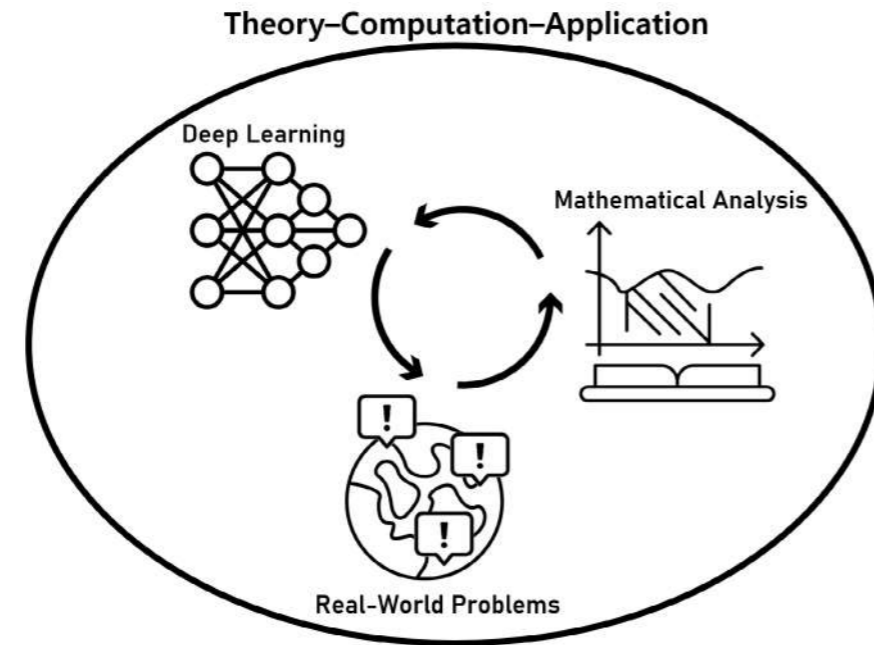 Theory–Computation–Application
Deep Learning
Mathematical Analysis
!
!
!
Real-World Problems